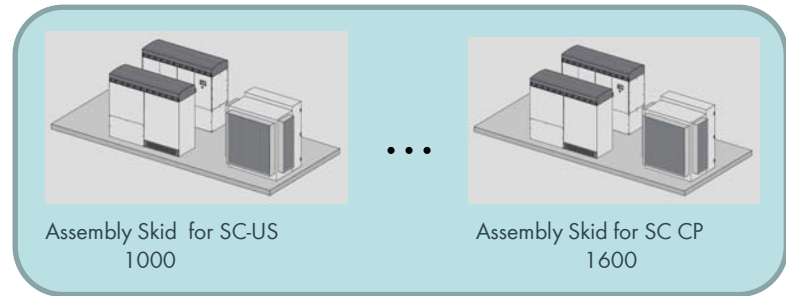 ...
Assembly Skid for SC-US
1000
Assembly Skid for SC CP
1600